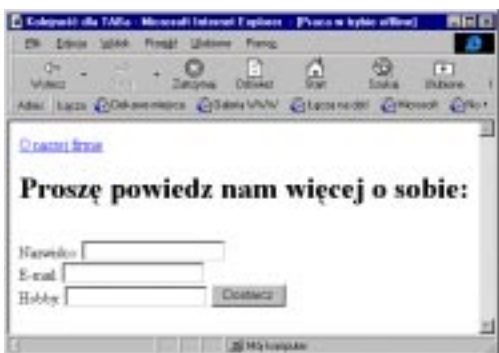 Kolejność dla TABa - Microsoft Internet Explorer - [Praca w trybie offline]
Plik Edycja Widok Przejdź Ulubione Pomoc
Wstecz Zatrzymaj Odśwież Start Szukaj Ulubione
Adres Łącza Ciekawe miejsca Galeria WWW Łącza na dziś Microsoft
O naszej firmie
Proszę powiedz nam więcej o sobie:
Nazwisko:
E-mail:
Hobby: Dostarcz
Mój komputer